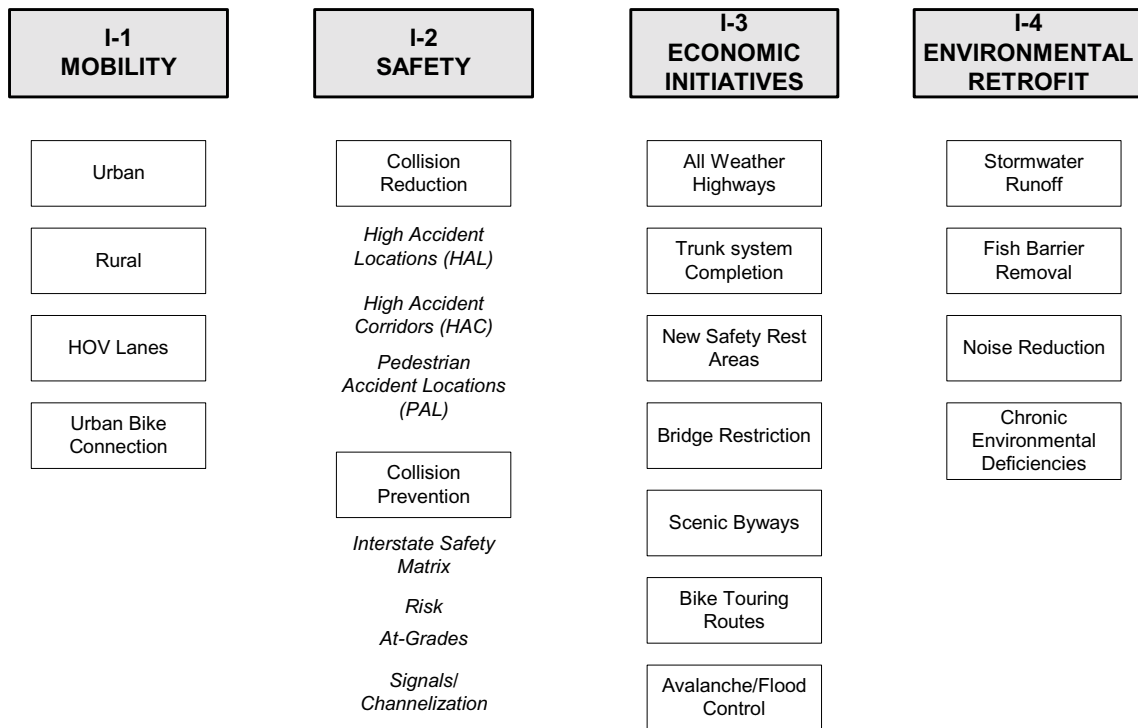 I-1
MOBILITY
Urban
Rural
HOV Lanes
Urban Bike
Connection
I-2
SAFETY
Collision
Reduction
High Accident
Locations (HAL)
High Accident
Corridors (HAC)
Pedestrian
Accident Locations
(PAL)
Collision
Prevention
Interstate Safety
Matrix
Risk
At-Grades
Signals/
Channelization
I-3
ECONOMIC
INITIATIVES
All Weather
Highways
Trunk system
Completion
New Safety Rest
Areas
Bridge Restriction
Scenic Byways
Bike Touring
Routes
Avalanche/Flood
Control
I-4
ENVIRONMENTAL
RETROFIT
Stormwater
Runoff
Fish Barrier
Removal
Noise Reduction
Chronic
Environmental
Deficiencies